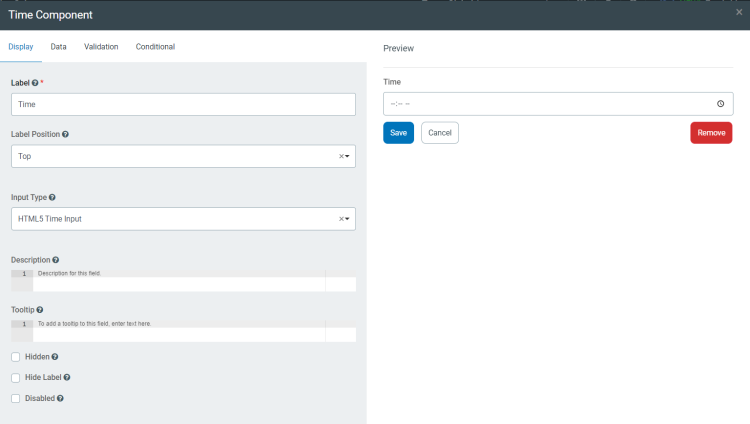 Time Component
×
Display Data Validation Conditional
Label *
Time
Label Position
Top
×
Input Type
HTML5 Time Input
×
Description
1 Description for this field.
Tooltip
1 To add a tooltip to this field, enter text here.
Hidden
Hide Label
Disabled
Preview
Time
--:-- --
Save Cancel Remove